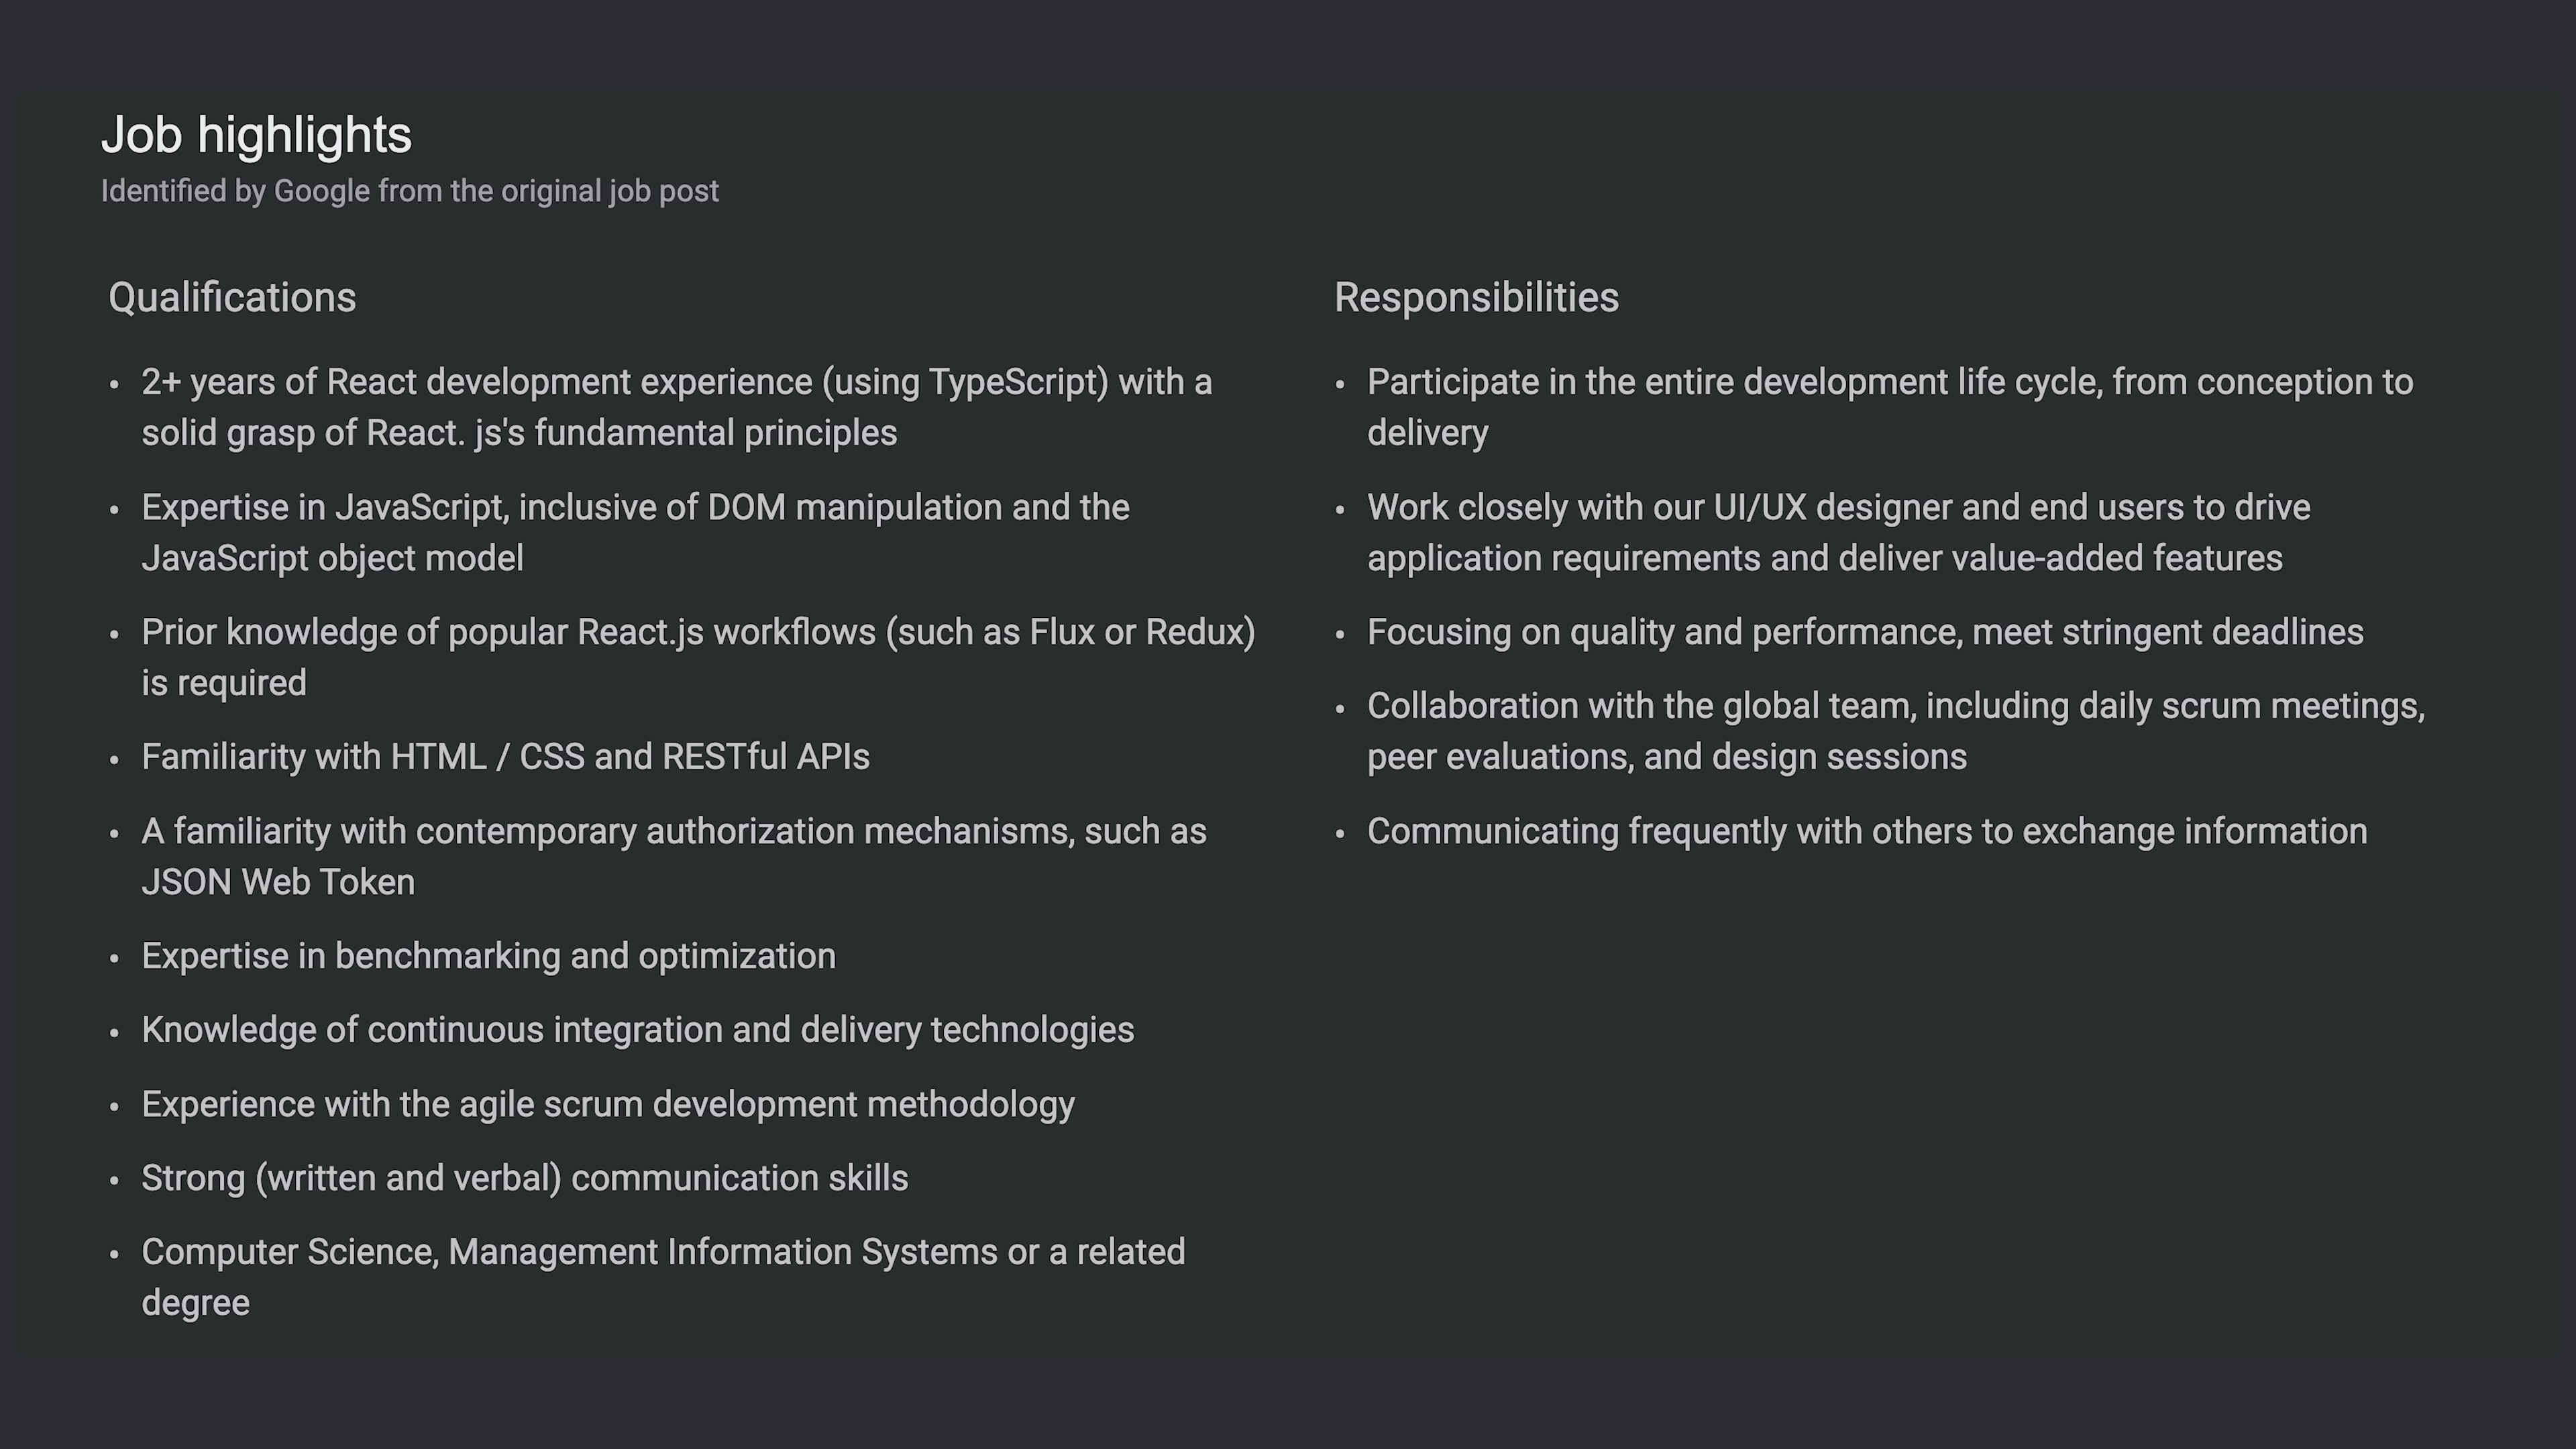 Job highlights
Identified by Google from the original job post
Qualifications
• 2+ years of React development experience (using TypeScript) with a
solid grasp of React. js's fundamental principles
• Expertise in JavaScript, inclusive of DOM manipulation and the
JavaScript object model
• Prior knowledge of popular React.js workflows (such as Flux or Redux)
is required
• Familiarity with HTML / CSS and RESTful APIs
• A familiarity with contemporary authorization mechanisms, such as
JSON Web Token
• Expertise in benchmarking and optimization
• Knowledge of continuous integration and delivery technologies
• Experience with the agile scrum development methodology
• Strong (written and verbal) communication skills
• Computer Science, Management Information Systems or a related
degree
Responsibilities
• Participate in the entire development life cycle, from conception to
delivery
• Work closely with our UI/UX designer and end users to drive
application requirements and deliver value-added features
• Focusing on quality and performance, meet stringent deadlines
• Collaboration with the global team, including daily scrum meetings,
peer evaluations, and design sessions
• Communicating frequently with others to exchange information